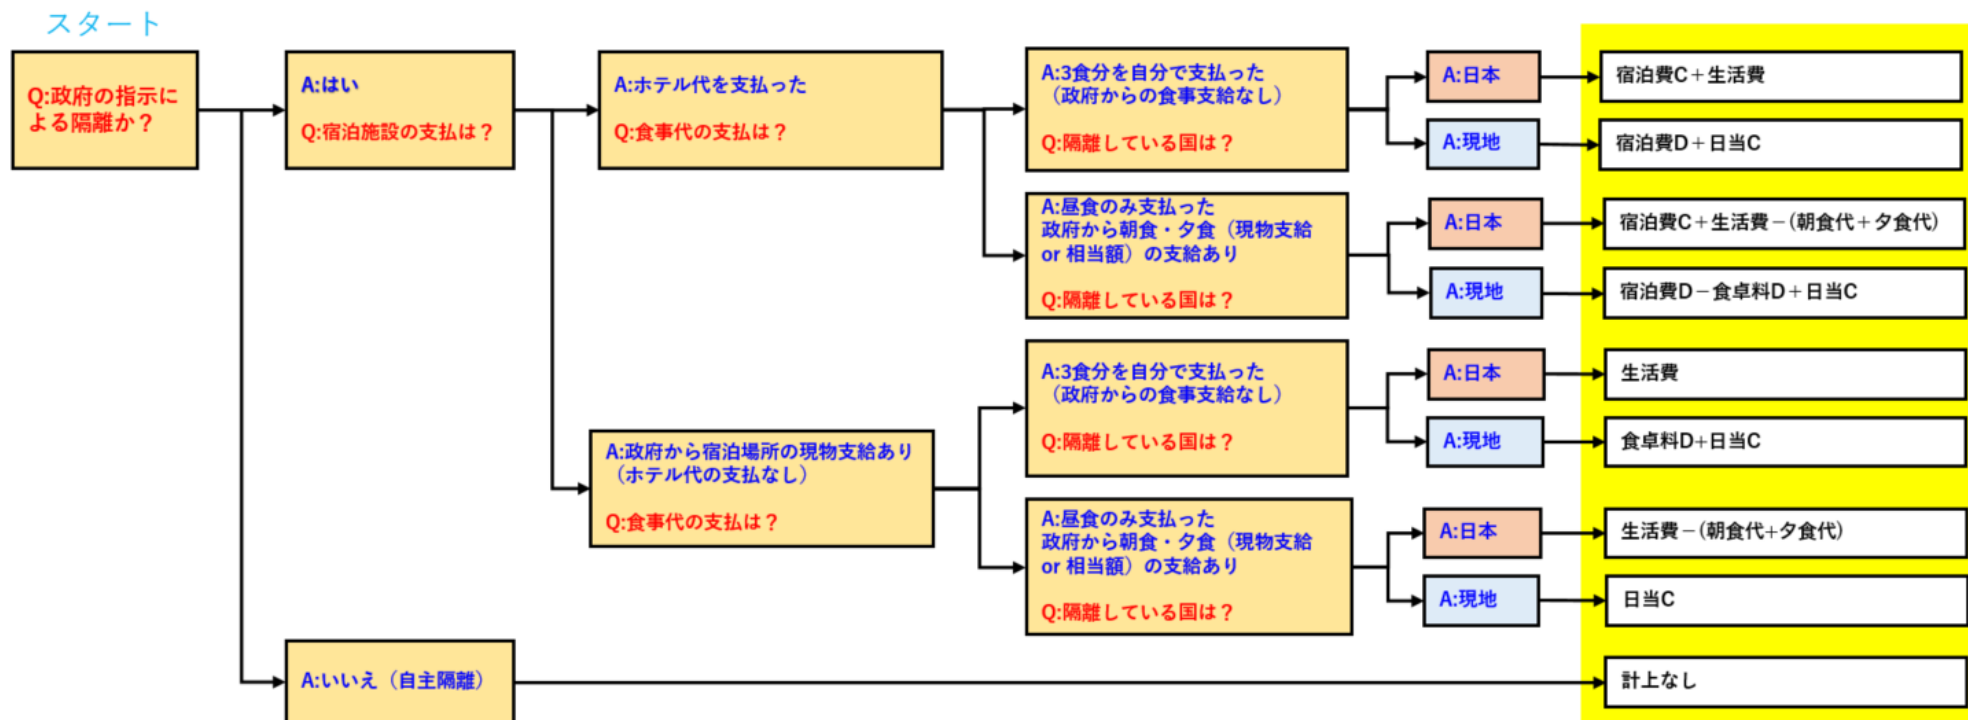 スタート
Q:政府の指示に
よる隔離か？
A:はい
Q:宿泊施設の支払は？
A:ホテル代を支払った
Q:食事代の支払は？
A:3食分を自分で支払った
（政府からの食事支給なし）
Q:隔離している国は？
A:日本
宿泊費C＋生活費
A:現地
宿泊費D＋日当C
A:昼食のみ支払った
政府から朝食・夕食（現物支給
or 相当額）の支給あり
Q:隔離している国は？
A:日本
宿泊費C＋生活費－(朝食代＋夕食代)
A:現地
宿泊費D－食卓料D＋日当C
A:政府から宿泊場所の現物支給あり
（ホテル代の支払なし）
Q:食事代の支払は？
A:3食分を自分で支払った
（政府からの食事支給なし）
Q:隔離している国は？
A:日本
生活費
A:現地
食卓料D+日当C
A:昼食のみ支払った
政府から朝食・夕食（現物支給
or 相当額）の支給あり
Q:隔離している国は？
A:日本
生活費－(朝食代+夕食代)
A:現地
日当C
A:いいえ（自主隔離）
計上なし